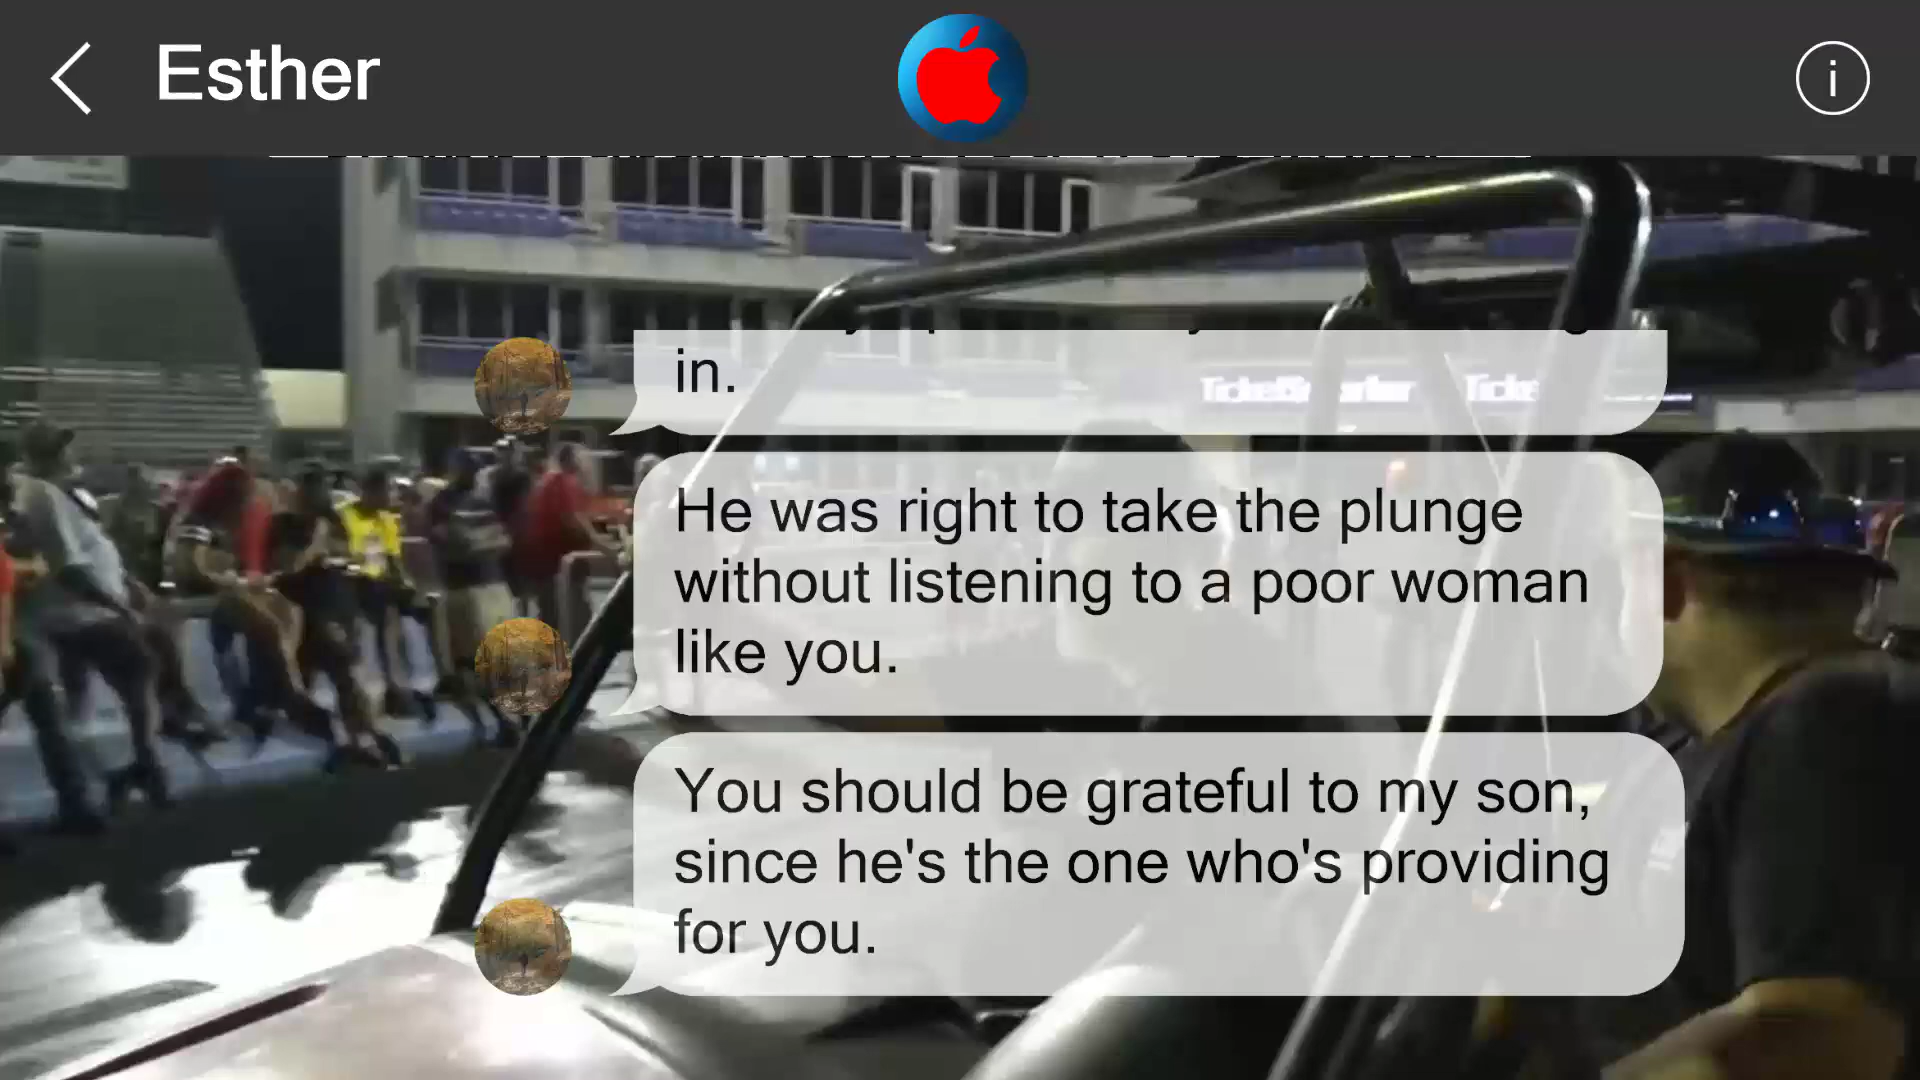 Esther
i
in.
He was right to take the plunge
without listening to a poor woman
like you.
You should be grateful to my son,
since he's the one who's providing
for you.